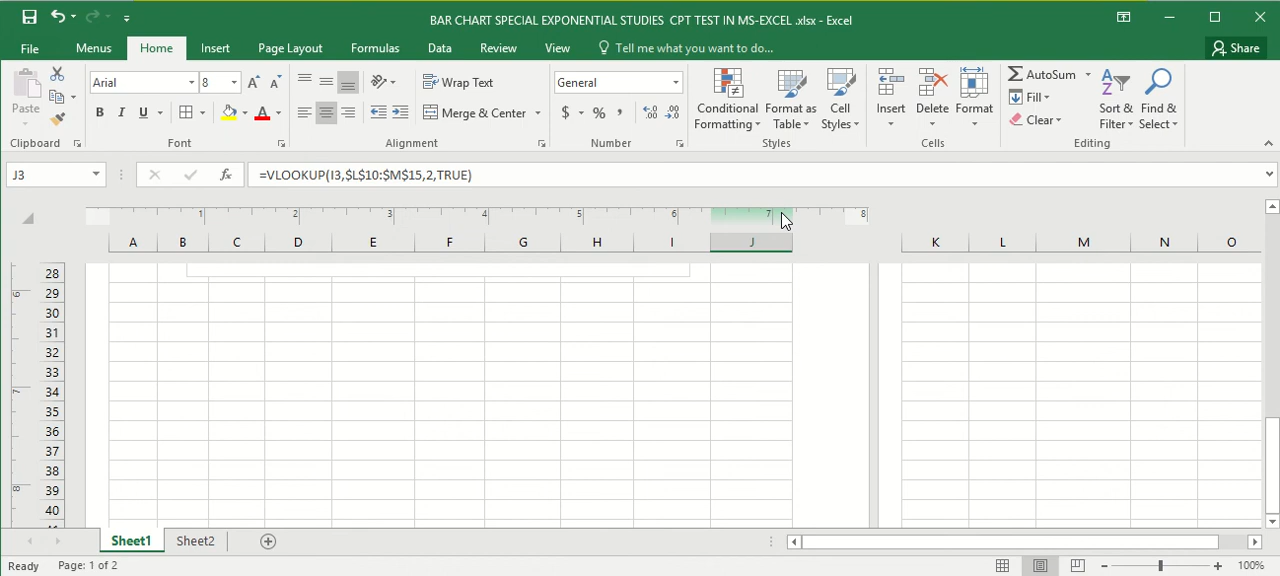 BAR CHART SPECIAL EXPONENTIAL STUDIES CPT TEST IN MS-EXCEL .xlsx - Excel
File Menus Home Insert Page Layout Formulas Data Review View Tell me what you want to do... Share
Paste
Clipboard
Arial 8
B I U A
Font
Wrap Text
Merge & Center
Alignment
General
$ % , .00 .0
Number
Conditional Formatting
Format as Table
Cell Styles
Styles
Insert Delete Format
Cells
AutoSum
Fill
Clear
Sort & Filter
Find & Select
Editing
J3 fx =VLOOKUP(I3,$L$10:$M$15,2,TRUE)
1 2 3 4 5 6 7 8
A B C D E F G H I J K L M N O
28
6 29
30
31
32
33
7 34
35
36
37
38
8 39
40
Sheet1 Sheet2
Ready Page: 1 of 2 100%